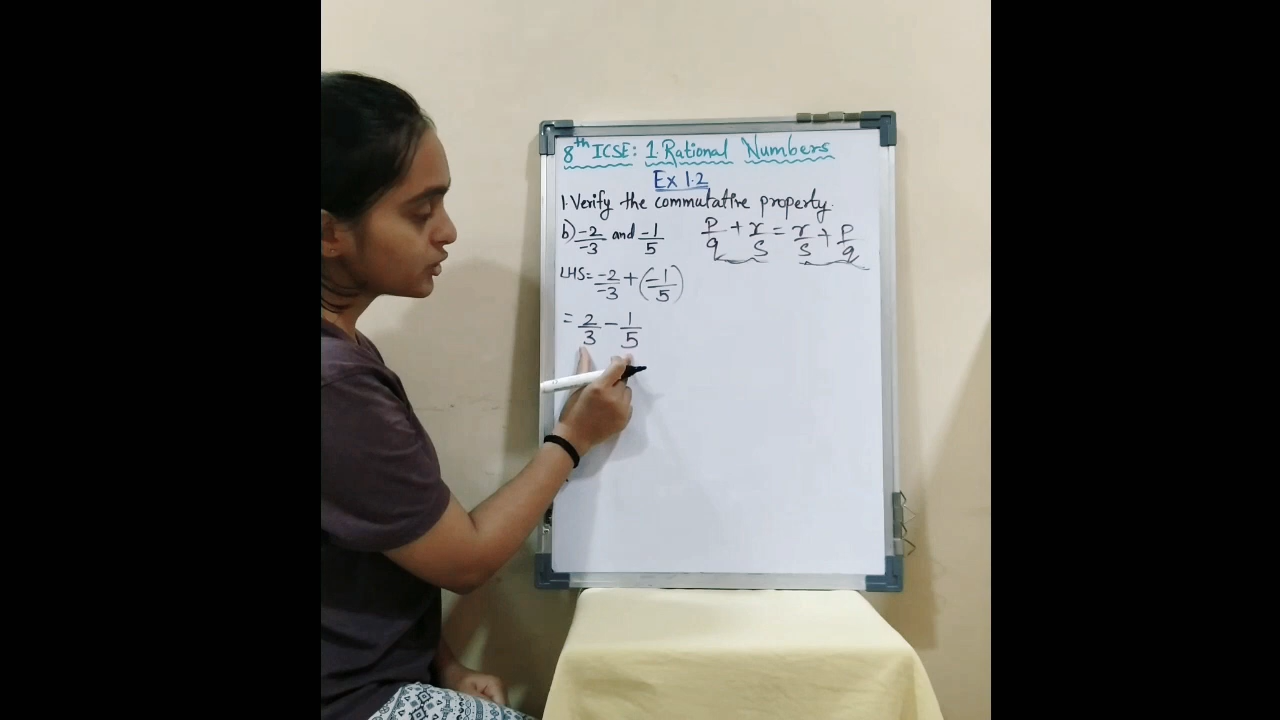 8th ICSE: 1. Rational Numbers
Ex 1.2
1. Verify the commutative property.
b) -2/-3 and -1/5 p/q + r/s = r/s + p/q
LHS = -2/-3 + (-1/5)
= 2/3 - 1/5